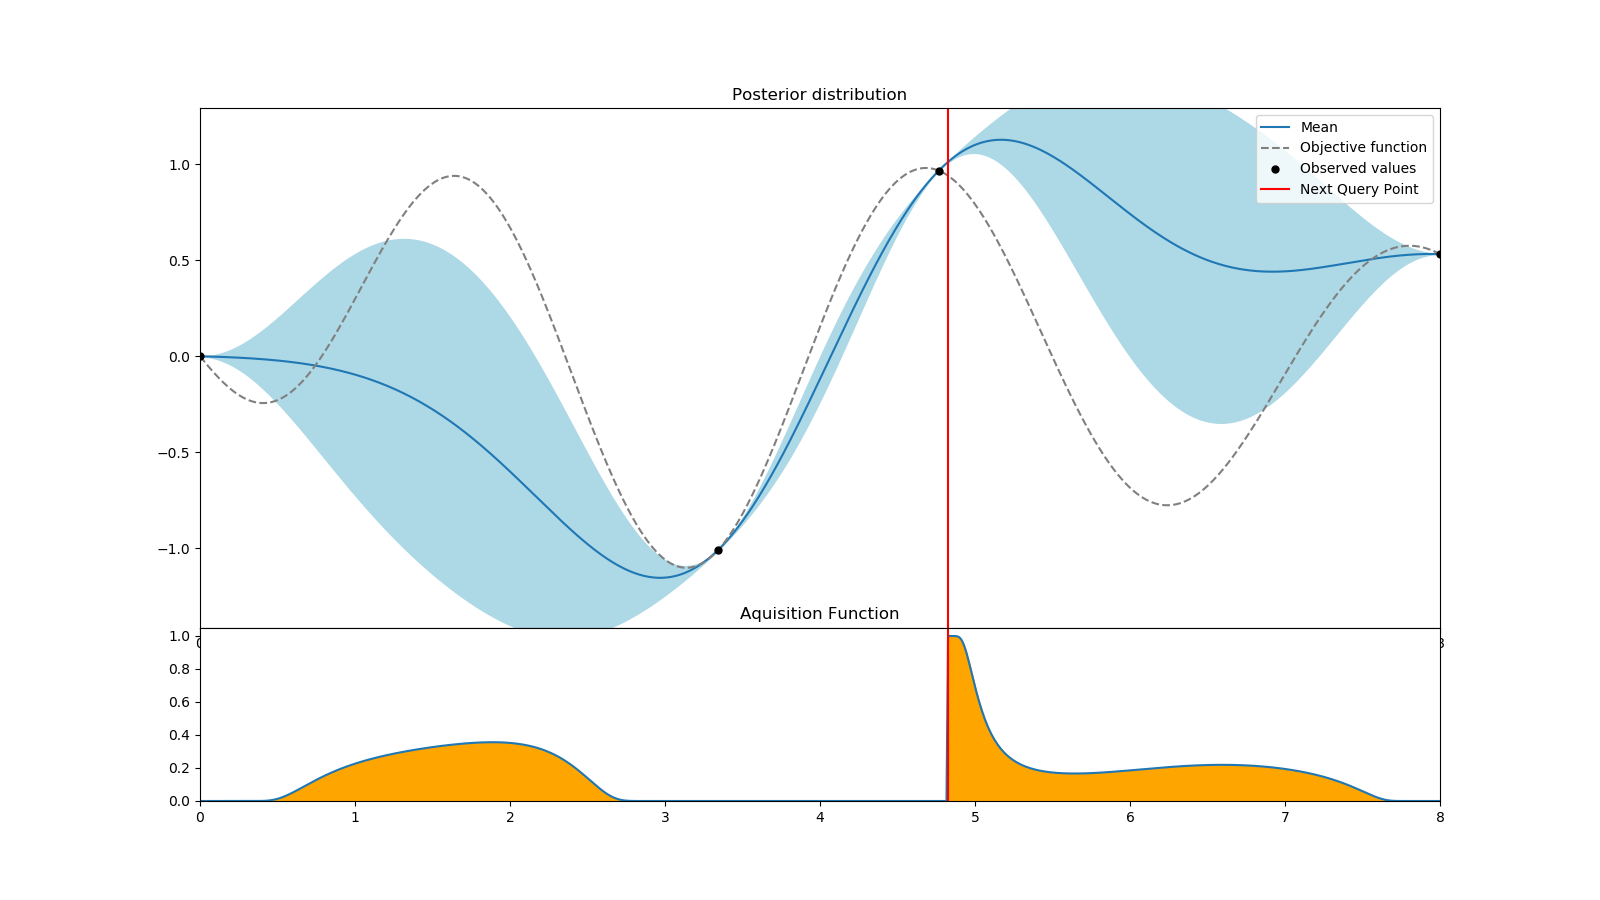 Posterior distribution
1.0
0.5
0.0
−0.5
−1.0
Mean
Objective function
Observed values
Next Query Point
Aquisition Function
1.0
0.8
0.6
0.4
0.2
0.0
0 1 2 3 4 5 6 7 8